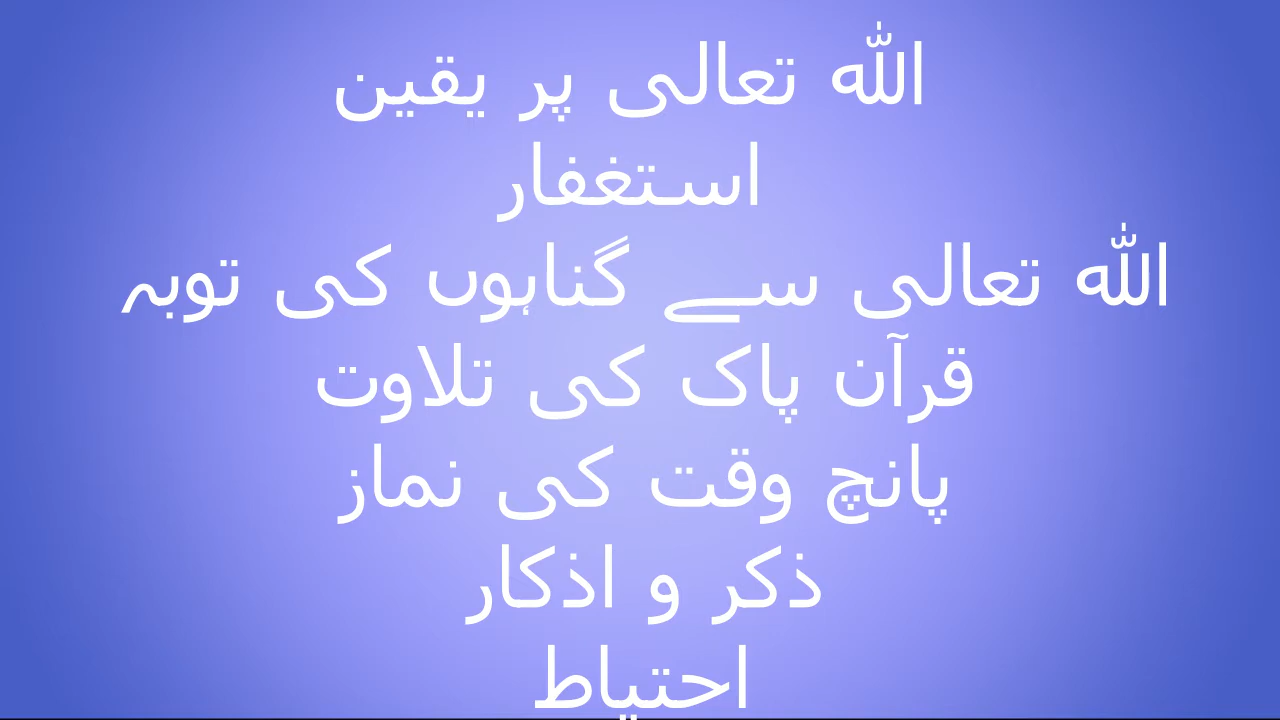 اللہ تعالی پر یقین
استغفار
اللہ تعالی سے گناہوں کی توبہ
قرآن پاک کی تلاوت
پانچ وقت کی نماز
ذکر و اذکار
احتیاط